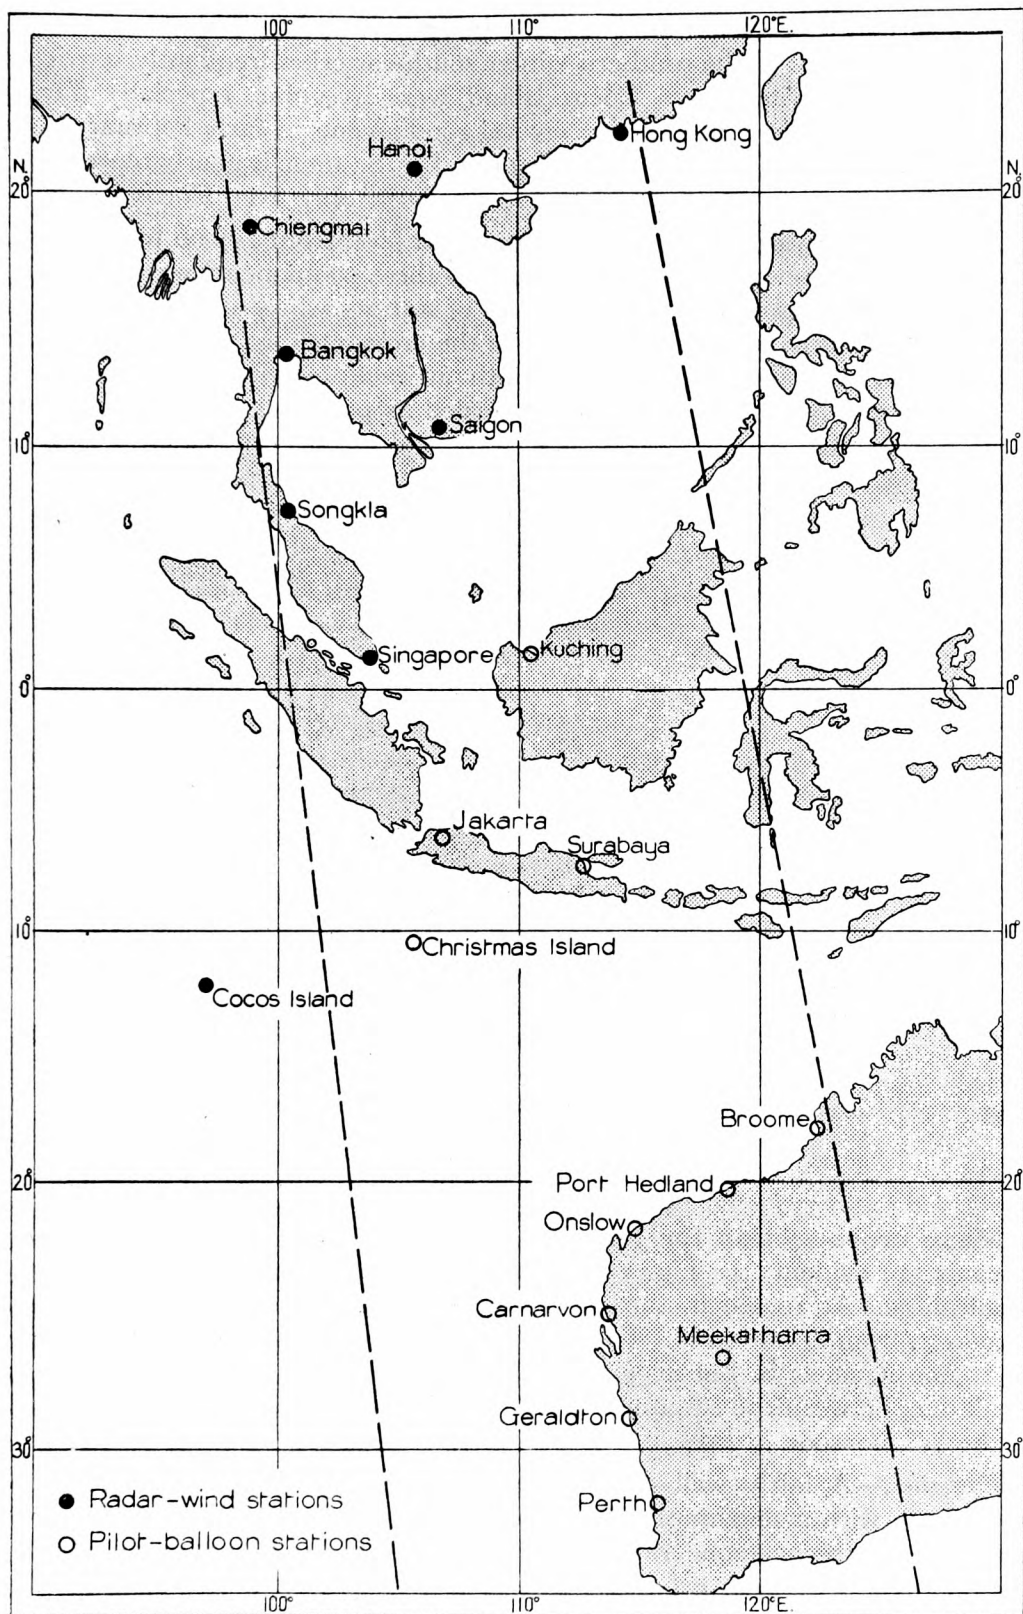 100° 110° 120°E.
Hanoï
Hong Kong
N. N.
20° 20°
Chiengmai
Bangkok
Saigon
10° 10°
Songkla
Singapore
Kuching
0° 0°
Jakarta
Surabaya
10° 10°
Christmas Island
Cocos Island
Broome
20° 20°
Port Hedland
Onslow
Carnarvon
Meekatharra
Geraldton
30° 30°
Radar-wind stations
Perth
Pilot-balloon stations
100° 110° 120°E.